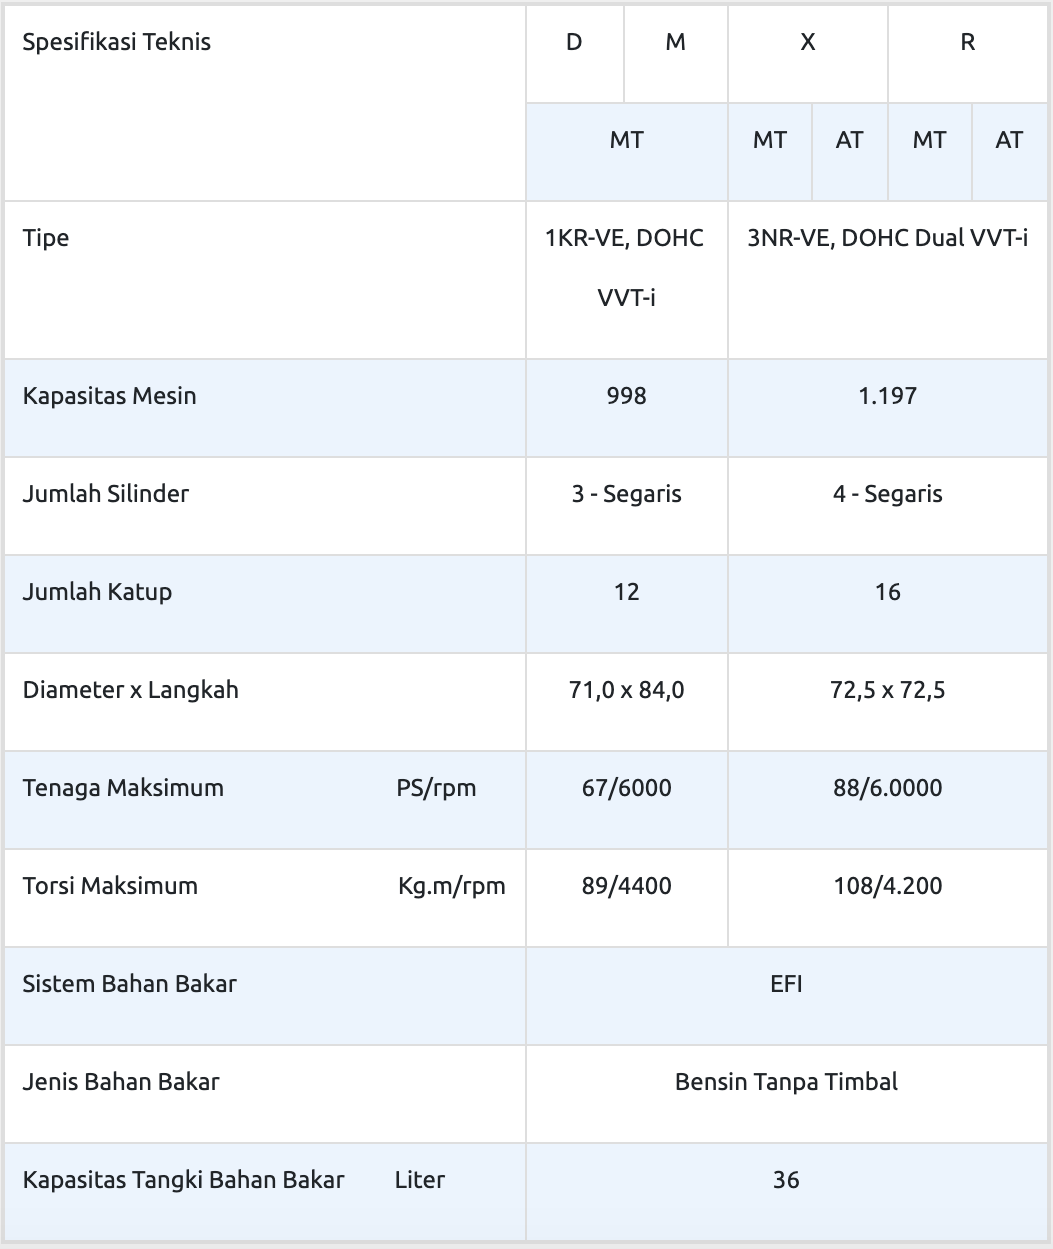 Spesifikasi Teknis D M X R
MT MT AT MT AT
Tipe 1KR-VE, DOHC 3NR-VE, DOHC Dual VVT-i
VVT-i
Kapasitas Mesin 998 1.197
Jumlah Silinder 3 - Segaris 4 - Segaris
Jumlah Katup 12 16
Diameter x Langkah 71,0 x 84,0 72,5 x 72,5
Tenaga Maksimum PS/rpm 67/6000 88/6.0000
Torsi Maksimum Kg.m/rpm 89/4400 108/4.200
Sistem Bahan Bakar EFI
Jenis Bahan Bakar Bensin Tanpa Timbal
Kapasitas Tangki Bahan Bakar Liter 36